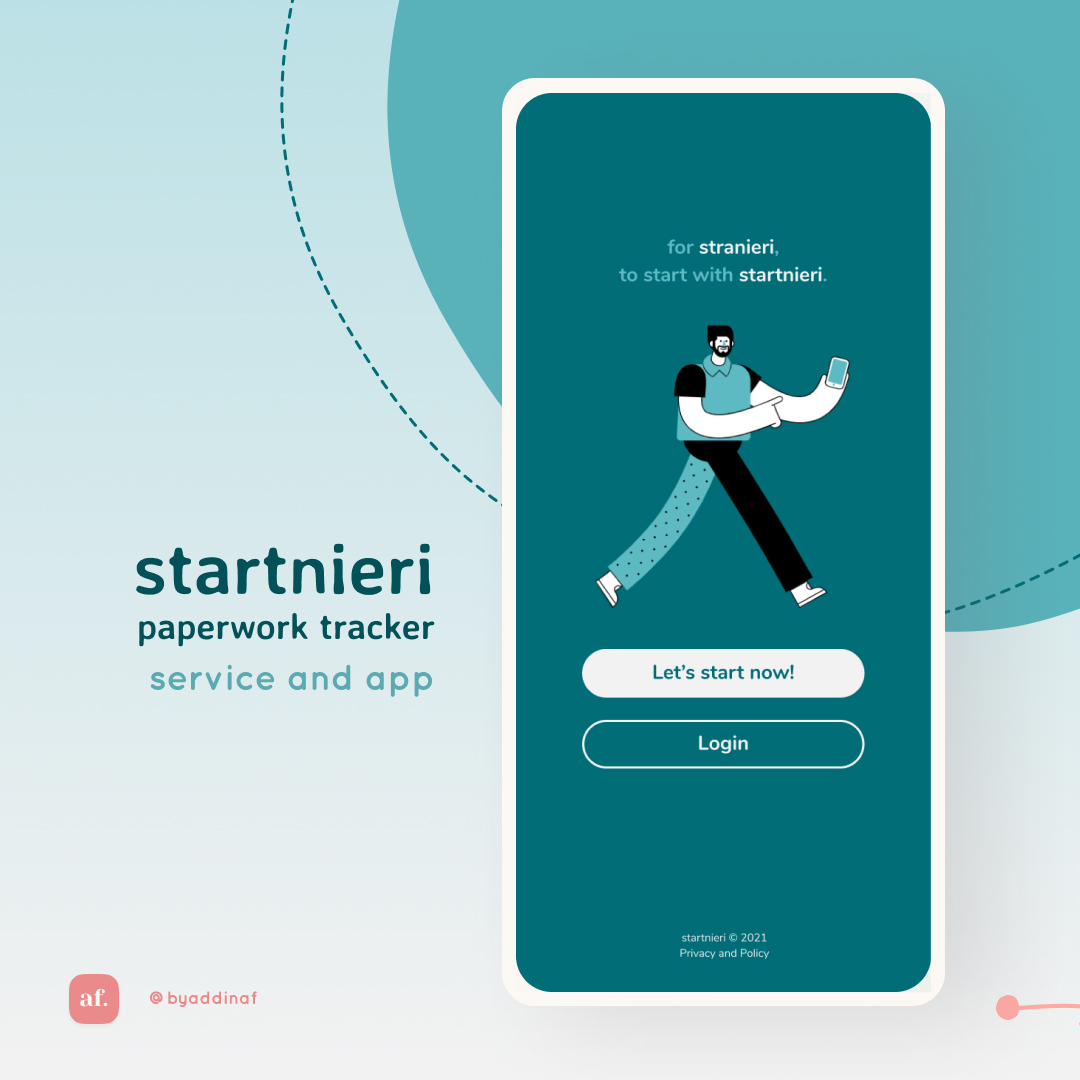 startnieri
paperwork tracker
service and app
for stranieri,
to start with startnieri.
Let’s start now!
Login
startnieri © 2021
Privacy and Policy
af.
@byaddinaf